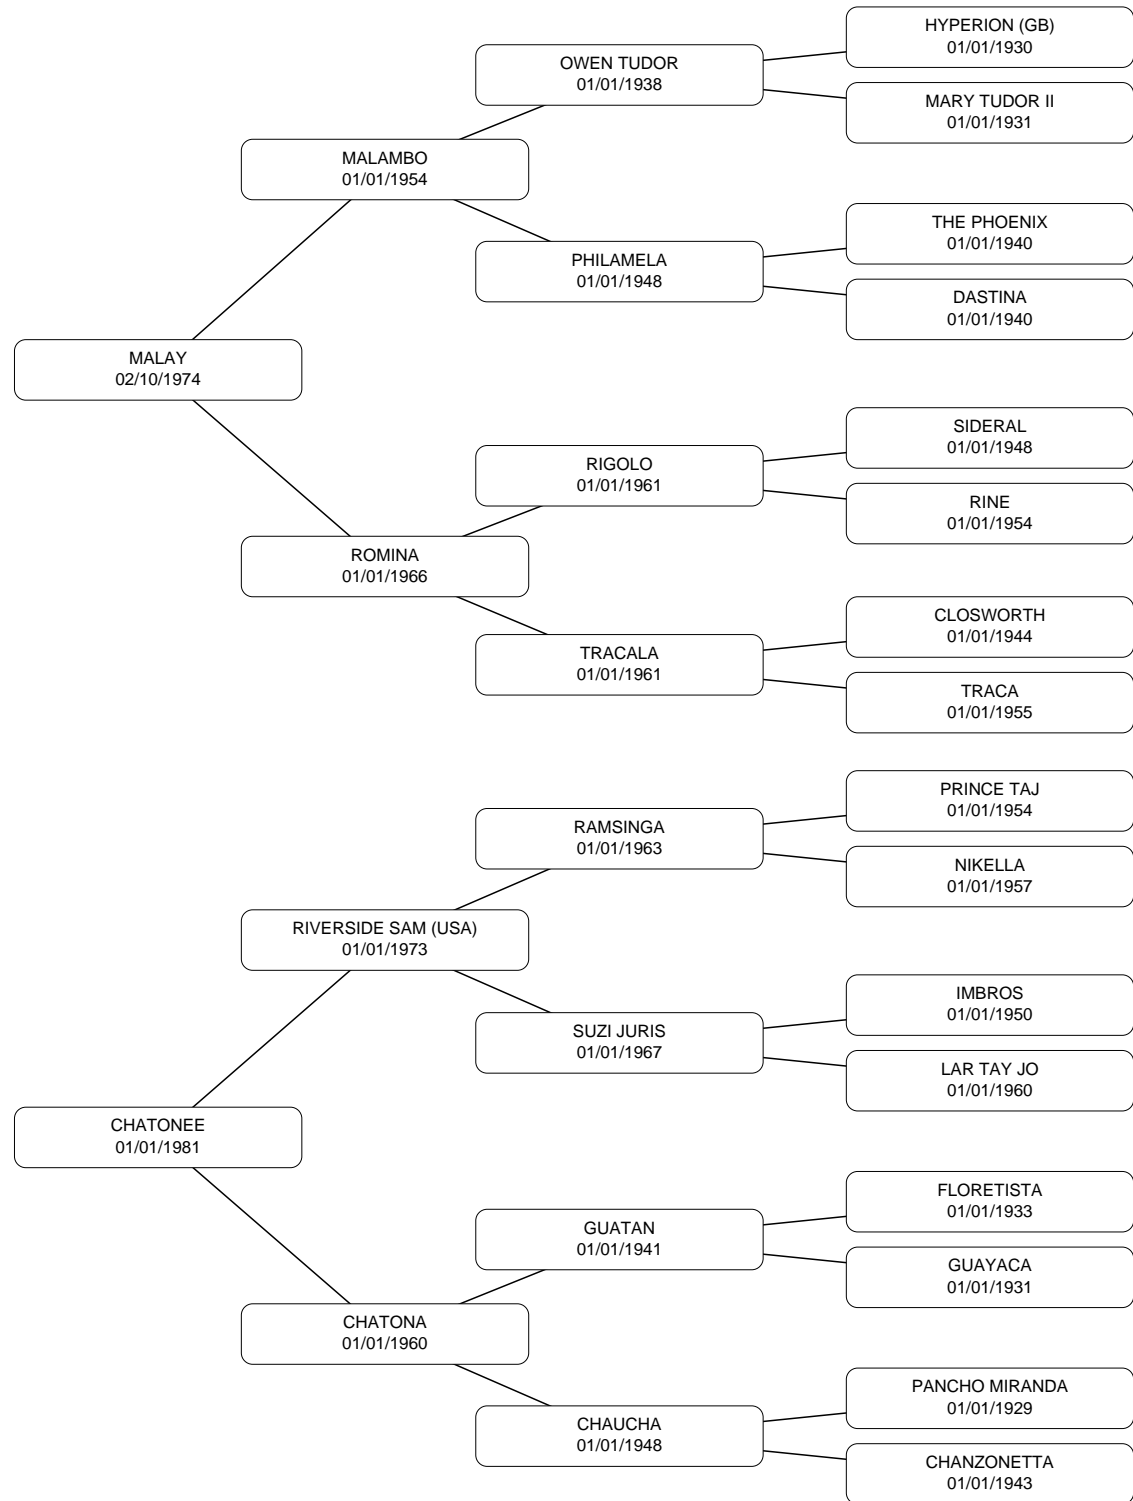 HYPERION (GB)
01/01/1930
OWEN TUDOR
01/01/1938
MARY TUDOR II
01/01/1931
MALAMBO
01/01/1954
THE PHOENIX
01/01/1940
PHILAMELA
01/01/1948
DASTINA
01/01/1940
MALAY
02/10/1974
SIDERAL
01/01/1948
RIGOLO
01/01/1961
RINE
01/01/1954
ROMINA
01/01/1966
CLOSWORTH
01/01/1944
TRACALA
01/01/1961
TRACA
01/01/1955
PRINCE TAJ
01/01/1954
RAMSINGA
01/01/1963
NIKELLA
01/01/1957
RIVERSIDE SAM (USA)
01/01/1973
IMBROS
01/01/1950
SUZI JURIS
01/01/1967
LAR TAY JO
01/01/1960
CHATONEE
01/01/1981
FLORETISTA
01/01/1933
GUATAN
01/01/1941
GUAYACA
01/01/1931
CHATONA
01/01/1960
PANCHO MIRANDA
01/01/1929
CHAUCHA
01/01/1948
CHANZONETTA
01/01/1943